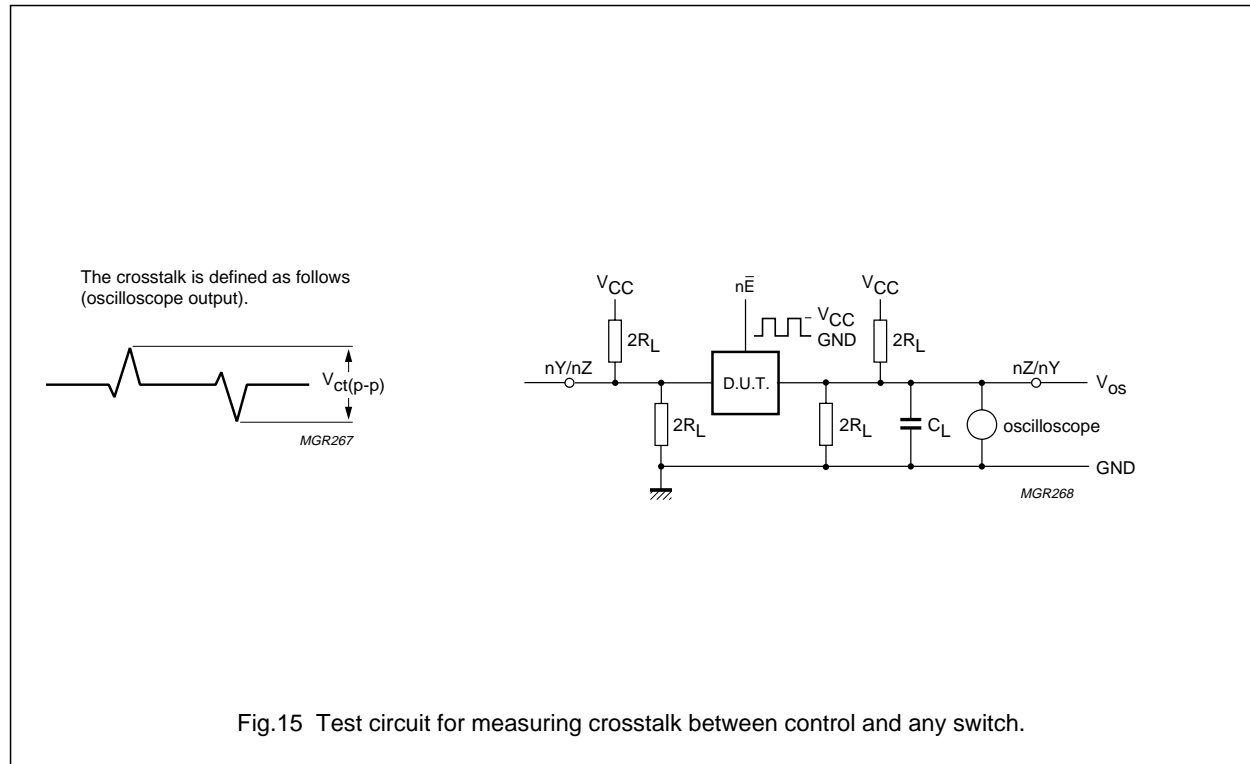 The crosstalk is defined as follows
(oscilloscope output).
Vct(p-p)
MGR267
VCC
nE̅
VCC
2RL
VCC
GND
2RL
nY/nZ
D.U.T.
nZ/nY
Vos
2RL
2RL
CL
oscilloscope
GND
MGR268
Fig.15 Test circuit for measuring crosstalk between control and any switch.